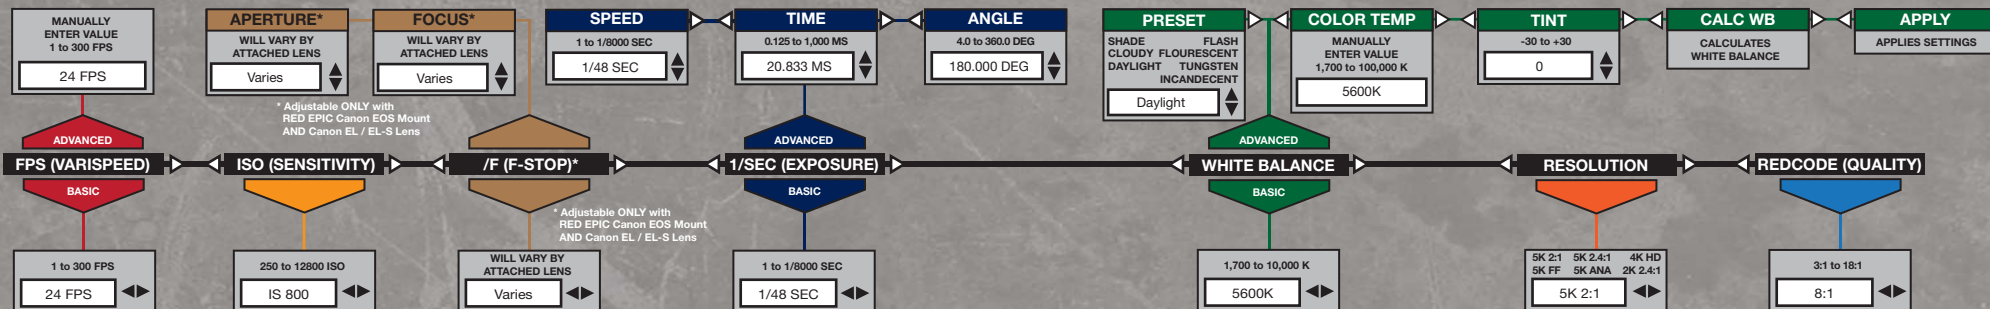 MANUALLY
ENTER VALUE
1 to 300 FPS
24 FPS
APERTURE*
WILL VARY BY
ATTACHED LENS
Varies
FOCUS*
WILL VARY BY
ATTACHED LENS
Varies
* Adjustable ONLY with
RED EPIC Canon EOS Mount
AND Canon EL / EL-S Lens
SPEED
1 to 1/8000 SEC
1/48 SEC
TIME
0.125 to 1,000 MS
20.833 MS
ANGLE
4.0 to 360.0 DEG
180.000 DEG
PRESET
SHADE FLASH
CLOUDY FLOURESCENT
DAYLIGHT TUNGSTEN
INCANDECENT
Daylight
COLOR TEMP
MANUALLY
ENTER VALUE
1,700 to 100,000 K
5600K
TINT
-30 to +30
0
CALC WB
CALCULATES
WHITE BALANCE
APPLY
APPLIES SETTINGS
ADVANCED
ADVANCED
ADVANCED
FPS (VARISPEED)
ISO (SENSITIVITY)
/F (F-STOP)*
1/SEC (EXPOSURE)
WHITE BALANCE
RESOLUTION
REDCODE (QUALITY)
BASIC
BASIC
BASIC
* Adjustable ONLY with
RED EPIC Canon EOS Mount
AND Canon EL / EL-S Lens
1 to 300 FPS
24 FPS
250 to 12800 ISO
IS 800
WILL VARY BY
ATTACHED LENS
Varies
1 to 1/8000 SEC
1/48 SEC
1,700 to 10,000 K
5600K
5K 2:1 5K 2.4:1 4K HD
5K FF 5K ANA 2K 2.4:1
5K 2:1
3:1 to 18:1
8:1